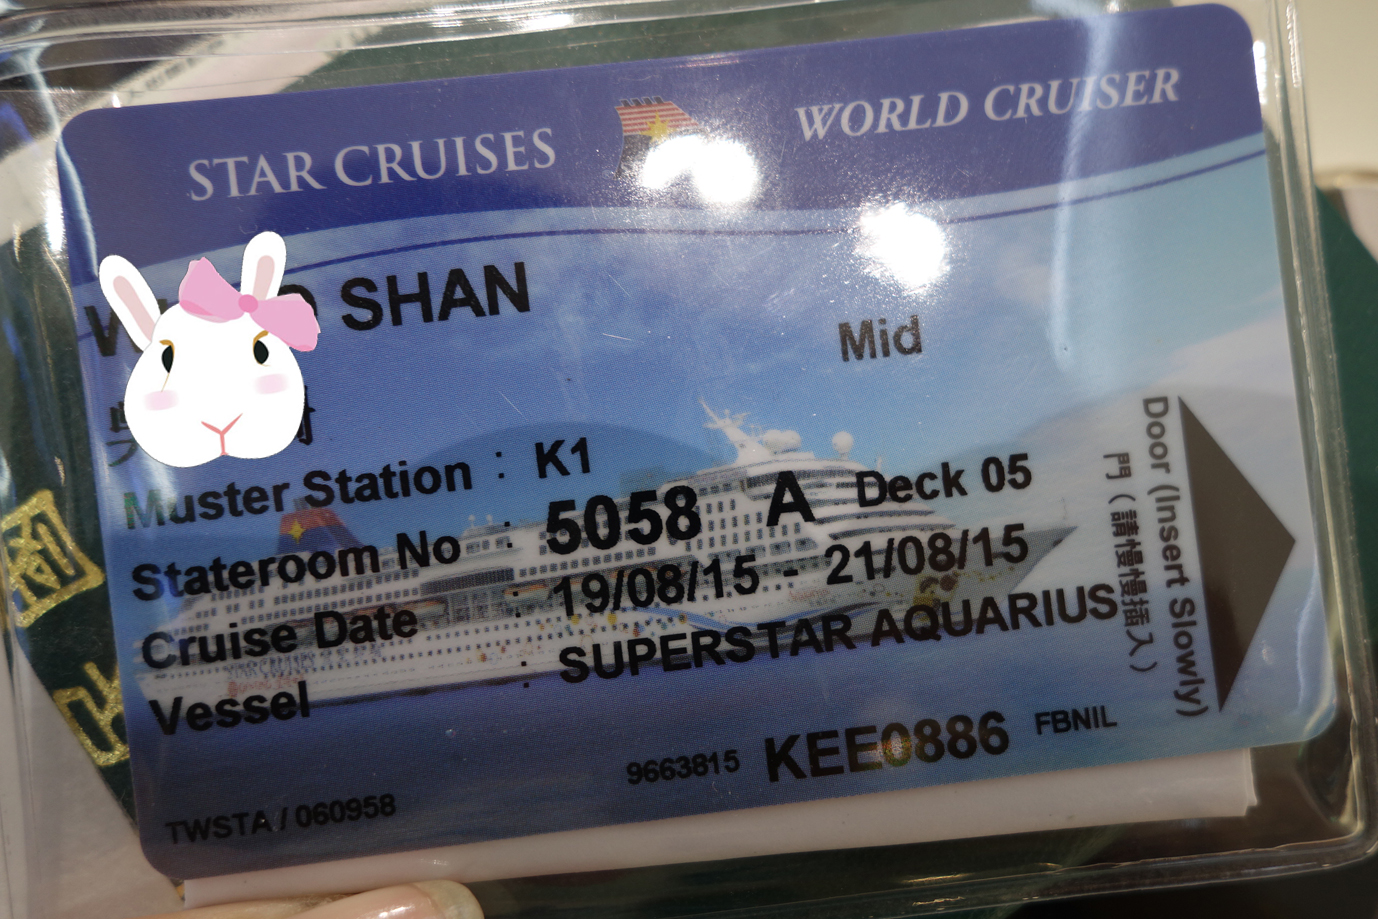 STAR CRUISES
WORLD CRUISER
SHAN
Mid
Muster Station : K1
Stateroom No : 5058 A Deck 05
Cruise Date : 19/08/15 - 21/08/15
Vessel : SUPERSTAR AQUARIUS
9663815 KEE0886 FBNIL
TWSTA / 060958
Door (Insert Slowly)
門（請慢慢插入）